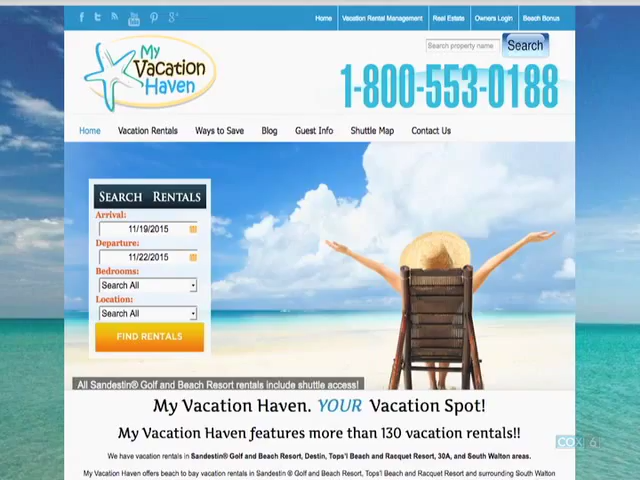 Home Vacation Rental Management Real Estate Owners Login Beach Bonus
My
Vacation
Haven
Search property name Search
1-800-553-0188
Home Vacation Rentals Ways to Save Blog Guest Info Shuttle Map Contact Us
SEARCH RENTALS
Arrival:
11/19/2015
Departure:
11/22/2015
Bedrooms:
Search All
Location:
Search All
FIND RENTALS
All Sandestin® Golf and Beach Resort rentals include shuttle access!
My Vacation Haven. YOUR Vacation Spot!
My Vacation Haven features more than 130 vacation rentals!!
We have vacation rentals in Sandestin® Golf and Beach Resort, Destin, Tops'l Beach and Racquet Resort, 30A, and South Walton areas.
My Vacation Haven offers beach to bay vacation rentals in Sandestin ® Golf and Beach Resort, Tops'l Beach and Racquet Resort and surrounding South Walton
COX 6